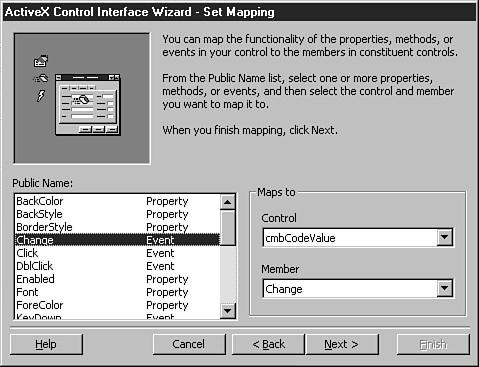 ActiveX Control Interface Wizard - Set Mapping
You can map the functionality of the properties, methods, or
events in your control to the members in constituent controls.
From the Public Name list, select one or more properties,
methods, or events, and then select the control and member
you want to map it to.
When you finish mapping, click Next.
Public Name:
BackColor Property
BackStyle Property
BorderStyle Property
Change Event
Click Event
DblClick Event
Enabled Property
Font Property
ForeColor Property
KeyDown Event
Maps to
Control
cmbCodeValue
Member
Change
Help Cancel < Back Next > Finish